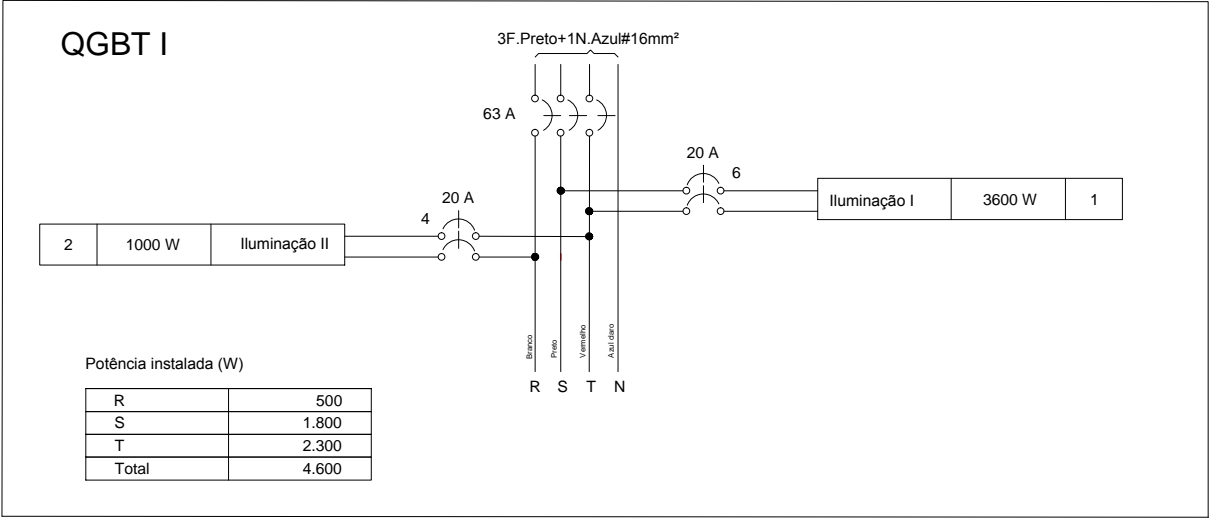 QGBT I
3F.Preto+1N.Azul#16mm²
63 A
20 A
6
Iluminação I 3600 W 1
20 A
4
2 1000 W Iluminação II
Branco
Preto
Vermelho
Azul claro
R S T N
Potência instalada (W)
R 500
S 1.800
T 2.300
Total 4.600